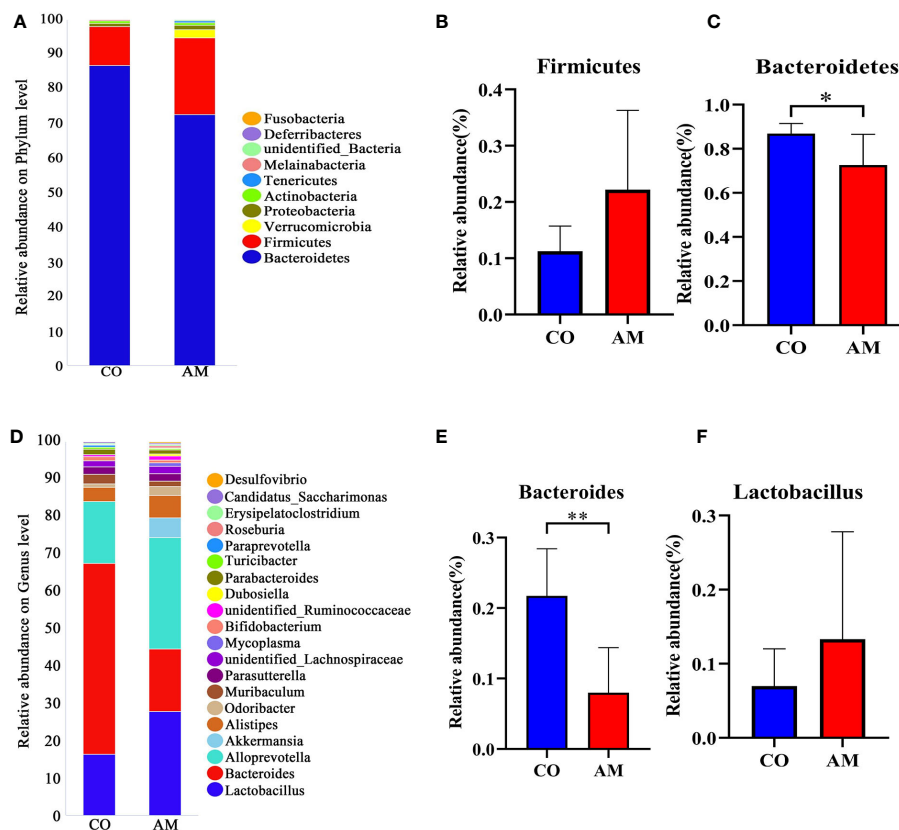 A
Relative abundance on Phylum level
100
90
80
70
60
50
40
30
20
10
0
CO
AM
Fusobacteria
Deferribacteres
unidentified_Bacteria
Melainabacteria
Tenericutes
Actinobacteria
Proteobacteria
Verrucomicrobia
Firmicutes
Bacteroidetes
B
Firmicutes
Relative abundance(%)
0.4
0.3
0.2
0.1
0.0
CO
AM
C
Bacteroidetes
*
Relative abundance(%)
1.0
0.8
0.6
0.4
0.2
0.0
CO
AM
D
Relative abundance on Genus level
100
90
80
70
60
50
40
30
20
10
0
CO
AM
Desulfovibrio
Candidatus_Saccharimonas
Erysipelatoclostridium
Roseburia
Paraprevotella
Turicibacter
Parabacteroides
Dubosiella
unidentified_Ruminococcaceae
Bifidobacterium
Mycoplasma
unidentified_Lachnospiraceae
Parasutterella
Muribaculum
Odoribacter
Alistipes
Akkermansia
Alloprevotella
Bacteroides
Lactobacillus
E
Bacteroides
**
Relative abundance(%)
0.3
0.2
0.1
0.0
CO
AM
F
Lactobacillus
Relative abundance(%)
0.3
0.2
0.1
0.0
CO
AM